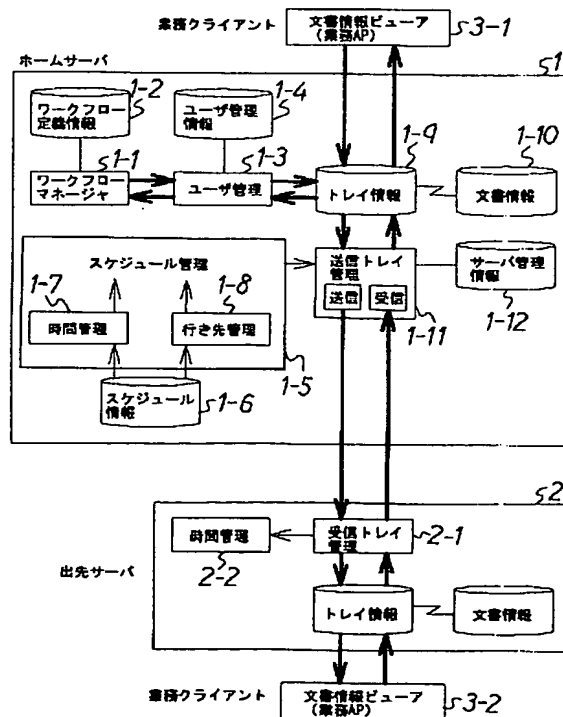 業務クライアント
文書情報ビューア
(業務AP)
3-1
ホームサーバ
1
1-2
ワークフロー
定義情報
1-4
ユーザ管理
情報
1-9
1-10
1-1
ワークフロー
マネージャ
1-3
ユーザ管理
トレイ情報
文書情報
スケジュール管理
1-7
時間管理
1-8
行き先管理
送信トレイ
管理
送信
受信
1-11
サーバ管理
情報
1-12
1-5
スケジュール
情報
1-6
2
時間管理
2-2
受信トレイ
管理
2-1
出先サーバ
トレイ情報
文書情報
業務クライアント
文書情報ビューア
(業務AP)
3-2